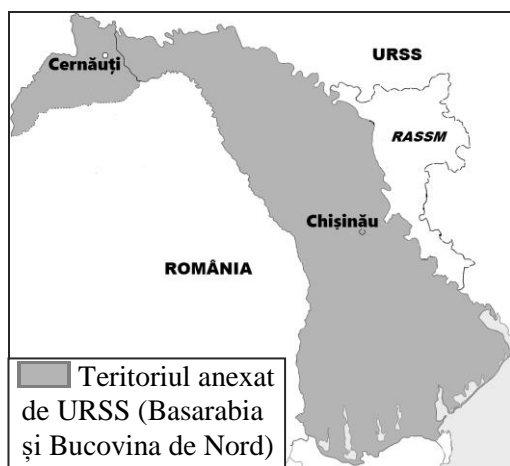 Cernăuți
URSS
RASSM
Chișinău
ROMÂNIA
Teritoriul anexat
de URSS (Basarabia
și Bucovina de Nord)